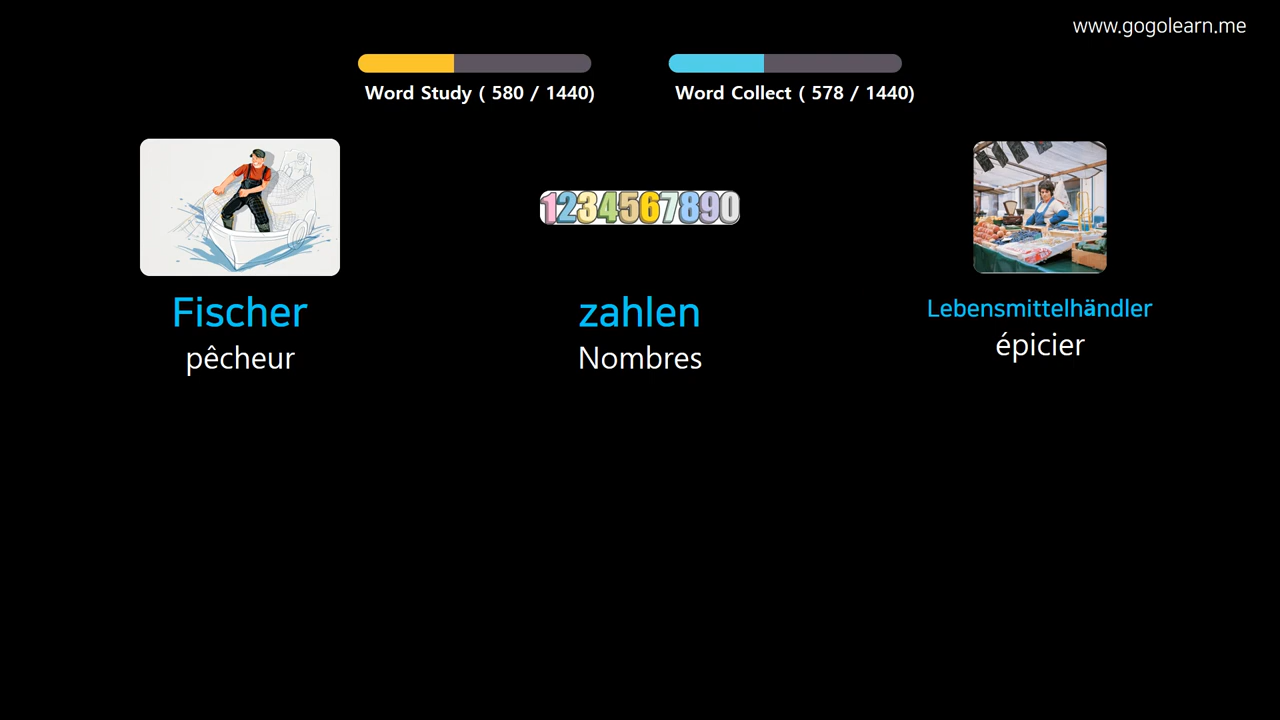 www.gogolearn.me
Word Study ( 580 / 1440)
Word Collect ( 578 / 1440)
1234567890
Fischer
pêcheur
zahlen
Nombres
Lebensmittelhändler
épicier